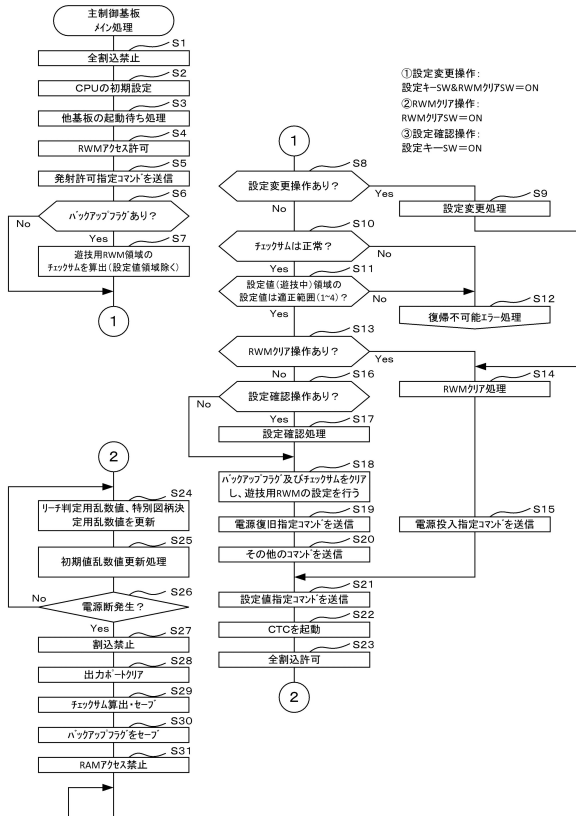 主制御基板
メイン処理
S1
全割込禁止
S2
CPUの初期設定
S3
他基板の起動待ち処理
S4
RWMアクセス許可
S5
発射許可指定コマンドを送信
S6
バックアップフラグあり?
No
Yes
S7
遊技用RWM領域の
チェックサムを算出(設定値領域除く)
1
①設定変更操作:
設定キーSW&RWMクリアSW=ON
②RWMクリア操作:
RWMクリアSW=ON
③設定確認操作:
設定キーSW=ON
1
S8
設定変更操作あり?
Yes
No
S9
設定変更処理
S10
チェックサムは正常?
No
Yes
S11
設定値(遊技中)領域の
設定値は適正範囲(1~4)?
No
Yes
S12
復帰不可能エラー処理
S13
RWMクリア操作あり?
Yes
No
S14
RWMクリア処理
S16
設定確認操作あり?
No
Yes
S17
設定確認処理
S18
バックアップフラグ及びチェックサムをクリア
し、遊技用RWMの設定を行う
S19
電源復旧指定コマンドを送信
S15
電源投入指定コマンドを送信
S20
その他のコマンドを送信
S21
設定値指定コマンドを送信
S22
CTCを起動
S23
全割込許可
2
2
S24
リーチ判定用乱数値、特別図柄決
定用乱数値を更新
S25
初期値乱数値更新処理
S26
電源断発生?
No
Yes
S27
割込禁止
S28
出力ポートクリア
S29
チェックサム算出・セーブ
S30
バックアップフラグをセーブ
S31
RAMアクセス禁止